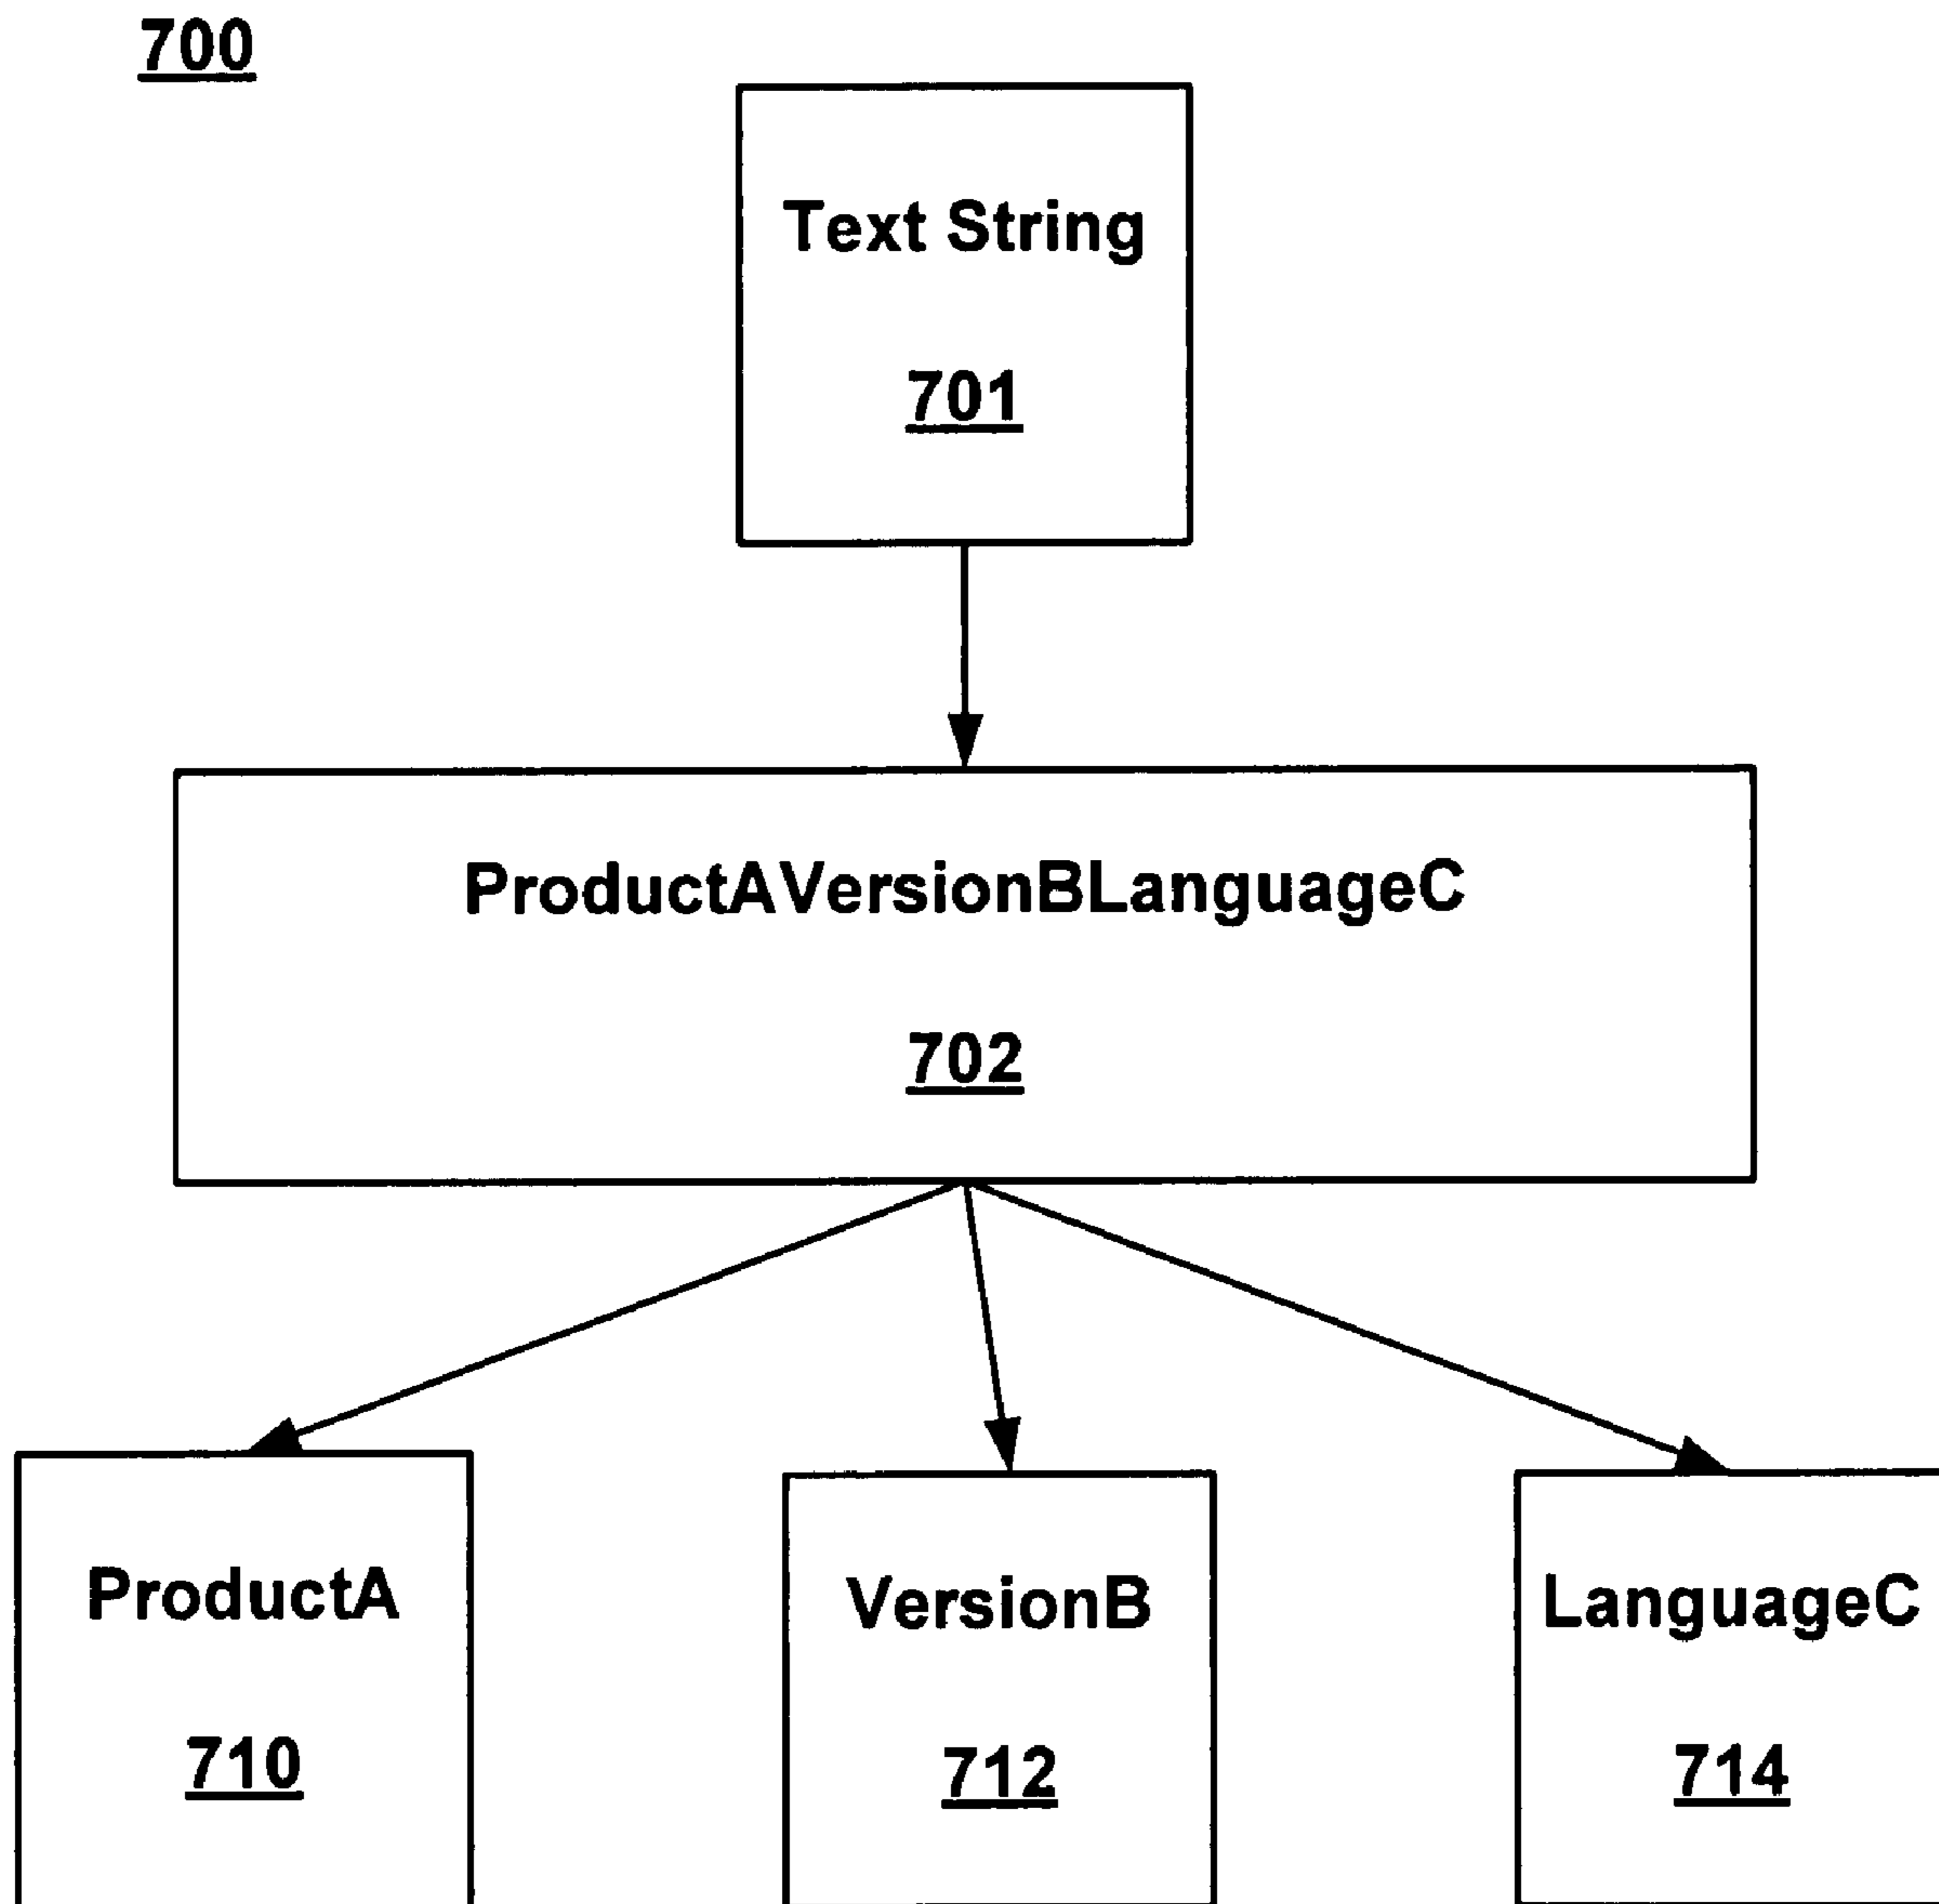 700
Text String
701
ProductAVersionBLanguageC
702
ProductA
710
VersionB
712
LanguageC
714